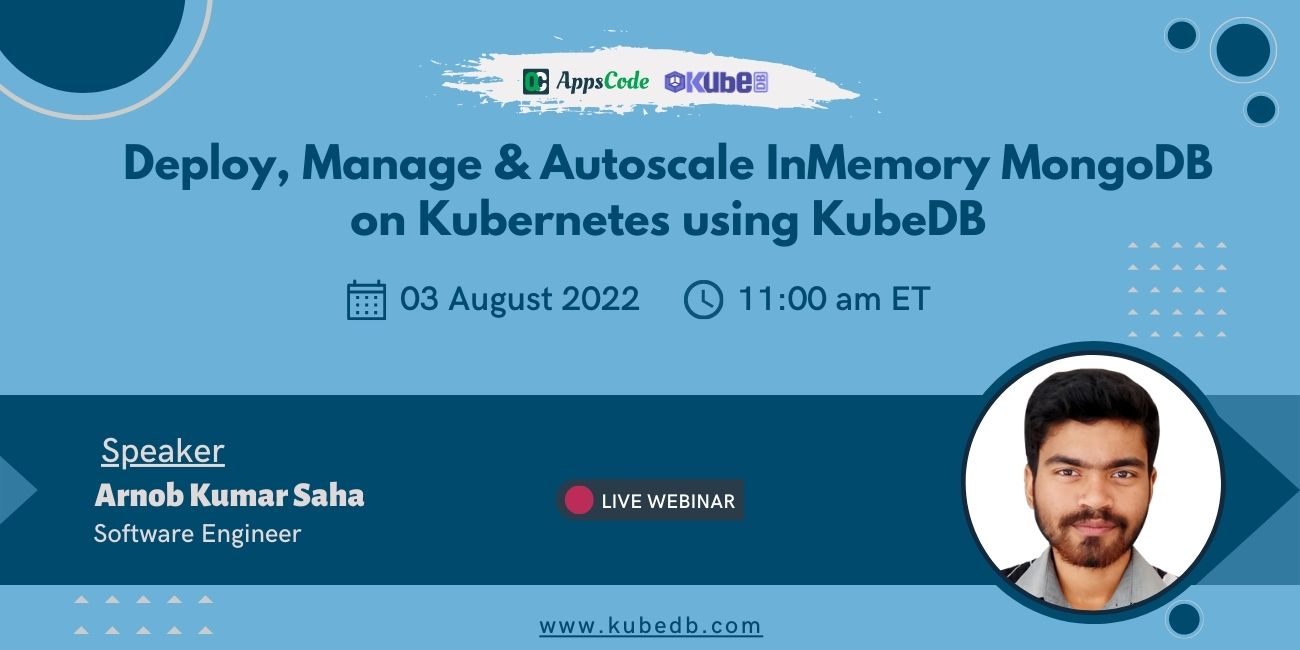 AppsCode KubeDB
Deploy, Manage & Autoscale InMemory MongoDB
on Kubernetes using KubeDB
03 August 2022 11:00 am ET
Speaker
Arnob Kumar Saha
Software Engineer
LIVE WEBINAR
www.kubedb.com